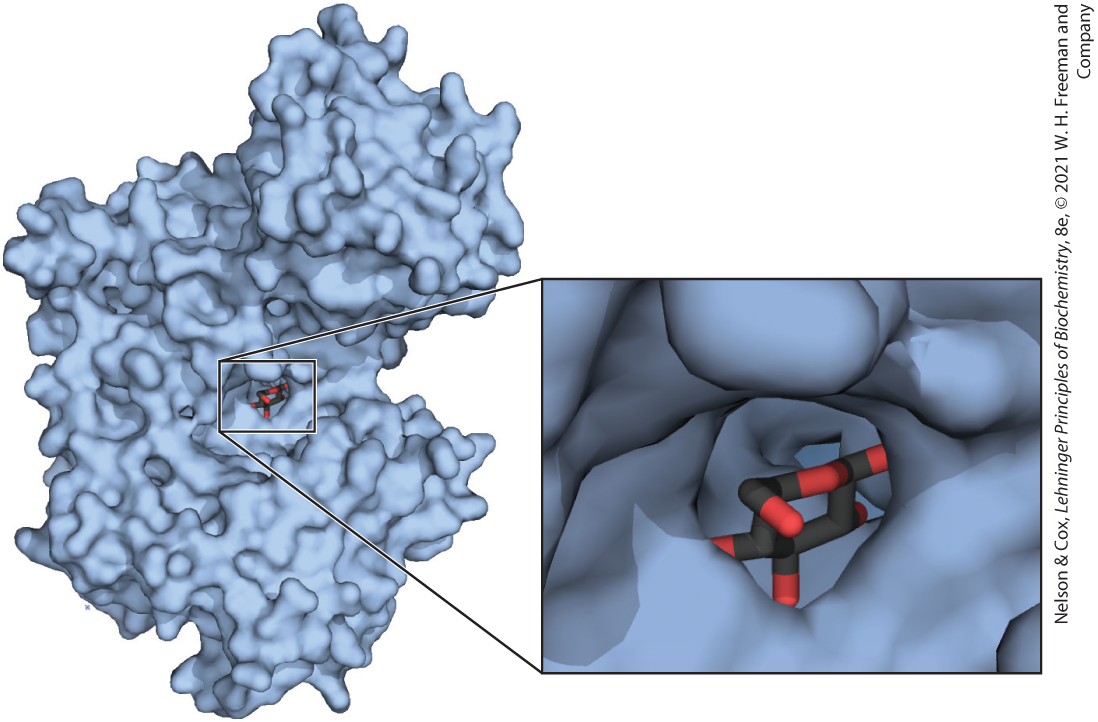 Nelson & Cox, Lehninger Principles of Biochemistry, 8e, © 2021 W. H. Freeman and
Company